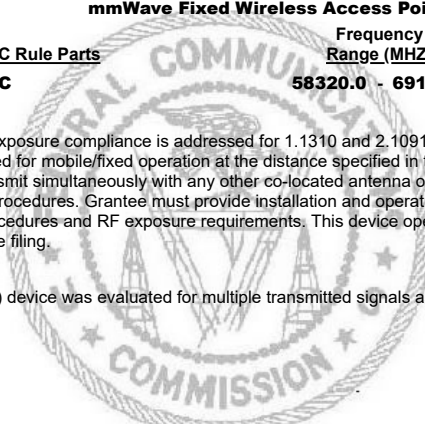 mmWave Fixed Wireless Access Poi
Frequency
C Rule Parts Range (MHZ
C 58320.0 - 691
xposure compliance is addressed for 1.1310 and 2.1091
ed for mobile/fixed operation at the distance specified in t
smit simultaneously with any other co-located antenna o
rocedures. Grantee must provide installation and operat
cedures and RF exposure requirements. This device ope
e filing.
) device was evaluated for multiple transmitted signals a
FEDERAL COMMUNICATIONS COMMISSION